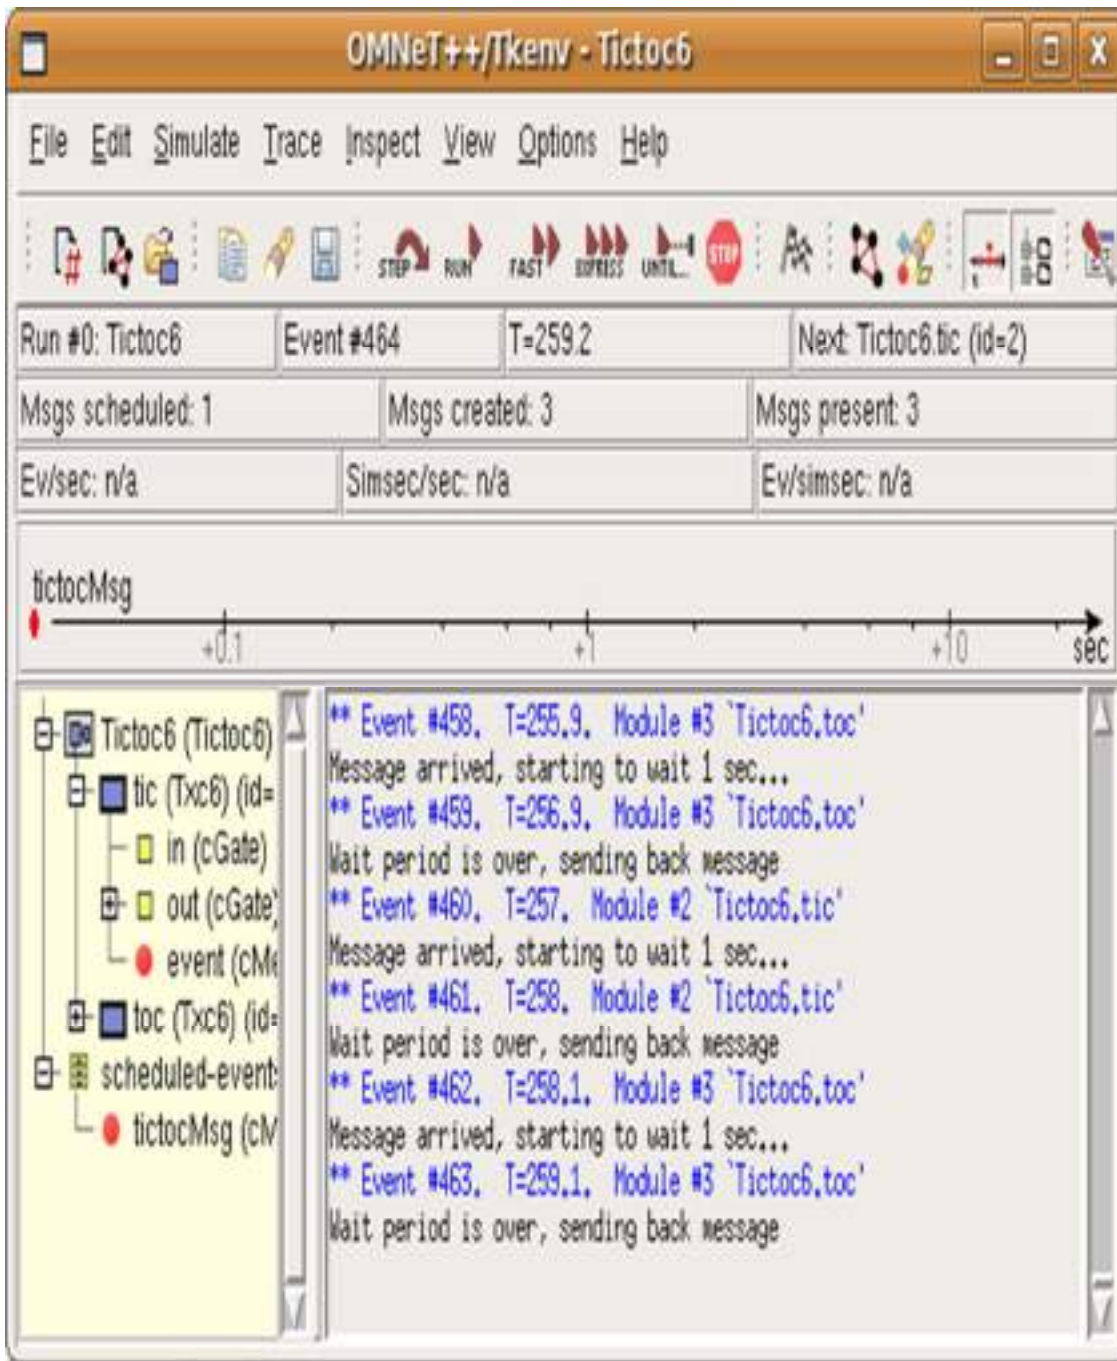 OMNeT++/Tkenv - Tictoc6
File Edit Simulate Trace Inspect View Options Help
STEP RUN FAST EXPRESS UNTIL... STOP
Run #0: Tictoc6 Event #464 T=259.2 Next: Tictoc6.tic (id=2)
Msgs scheduled: 1 Msgs created: 3 Msgs present: 3
Ev/sec: n/a Simsec/sec: n/a Ev/simsec: n/a
tictocMsg
+0.1 +1 +10 sec
Tictoc6 (Tictoc6)
tic (Txc6) (id=
in (cGate)
out (cGate)
event (cMe
toc (Txc6) (id=
scheduled-event
tictocMsg (cM
** Event #458. T=255.9. Module #3 `Tictoc6.toc'
Message arrived, starting to wait 1 sec...
** Event #459. T=256.9. Module #3 `Tictoc6.toc'
Wait period is over, sending back message
** Event #460. T=257. Module #2 `Tictoc6.tic'
Message arrived, starting to wait 1 sec...
** Event #461. T=258. Module #2 `Tictoc6.tic'
Wait period is over, sending back message
** Event #462. T=258.1. Module #3 `Tictoc6.toc'
Message arrived, starting to wait 1 sec...
** Event #463. T=259.1. Module #3 `Tictoc6.toc'
Wait period is over, sending back message